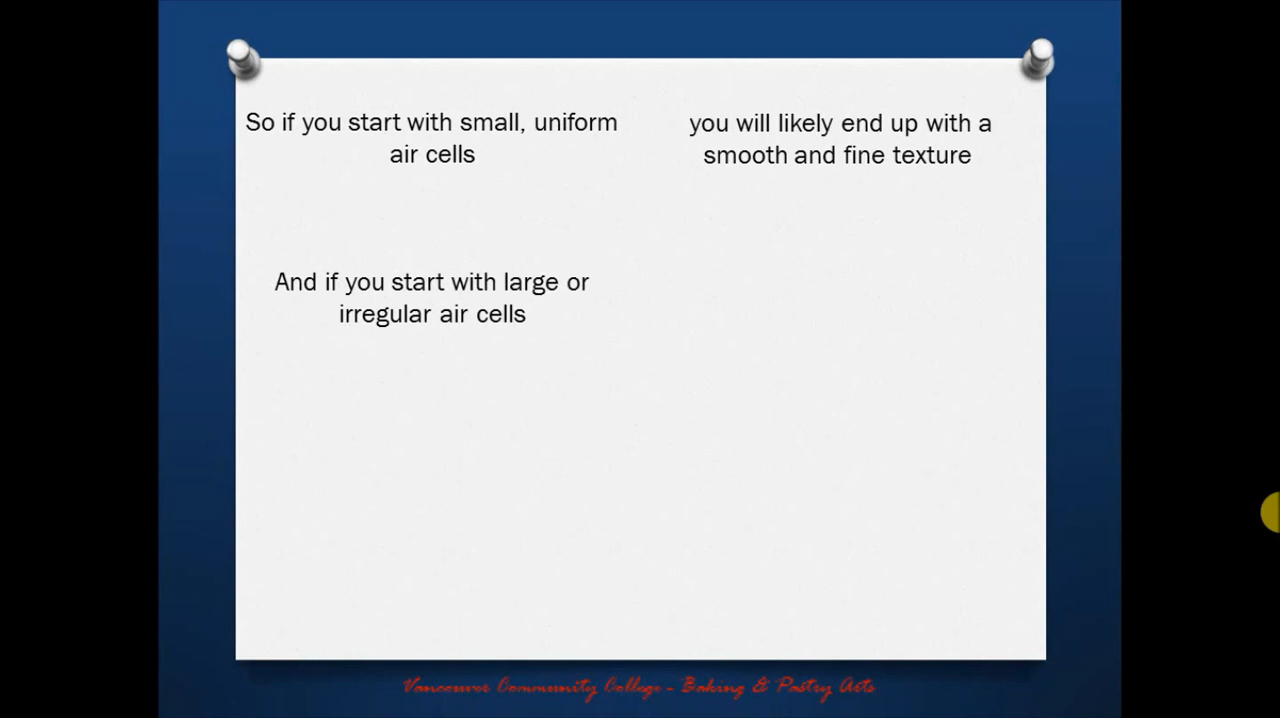 So if you start with small, uniform
air cells
you will likely end up with a
smooth and fine texture
And if you start with large or
irregular air cells
Vancouver Community College - Baking & Pastry Arts